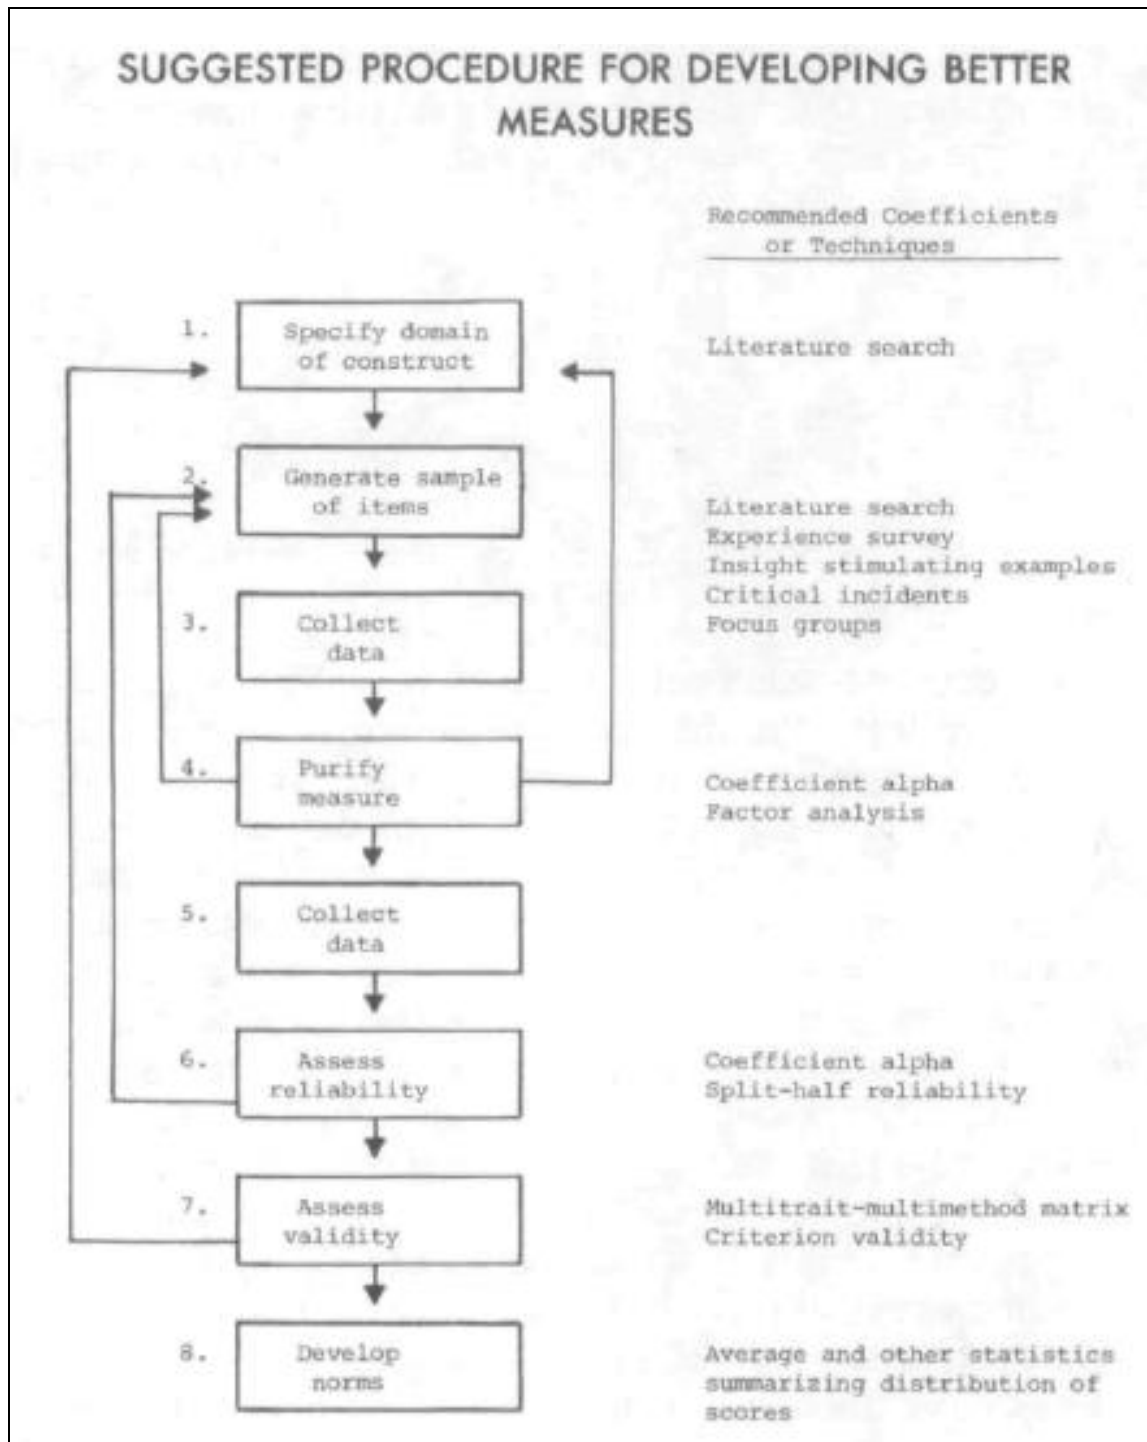 SUGGESTED PROCEDURE FOR DEVELOPING BETTER
MEASURES
Recommended Coefficients
or Techniques
1.
Specify domain
of construct
Literature search
2.
Generate sample
of items
Literature search
Experience survey
Insight stimulating examples
Critical incidents
Focus groups
3.
Collect
data
4.
Purify
measure
Coefficient alpha
Factor analysis
5.
Collect
data
6.
Assess
reliability
Coefficient alpha
Split-half reliability
7.
Assess
validity
Multitrait-multimethod matrix
Criterion validity
8.
Develop
norms
Average and other statistics
summarizing distribution of
scores